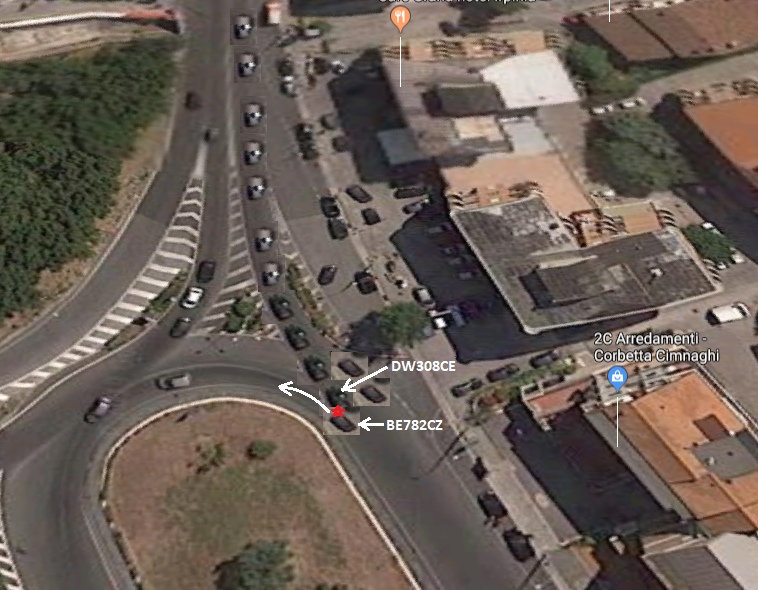 2C Arredamenti -
Corbetta Cimnaghi
DW308CE
BE782CZ